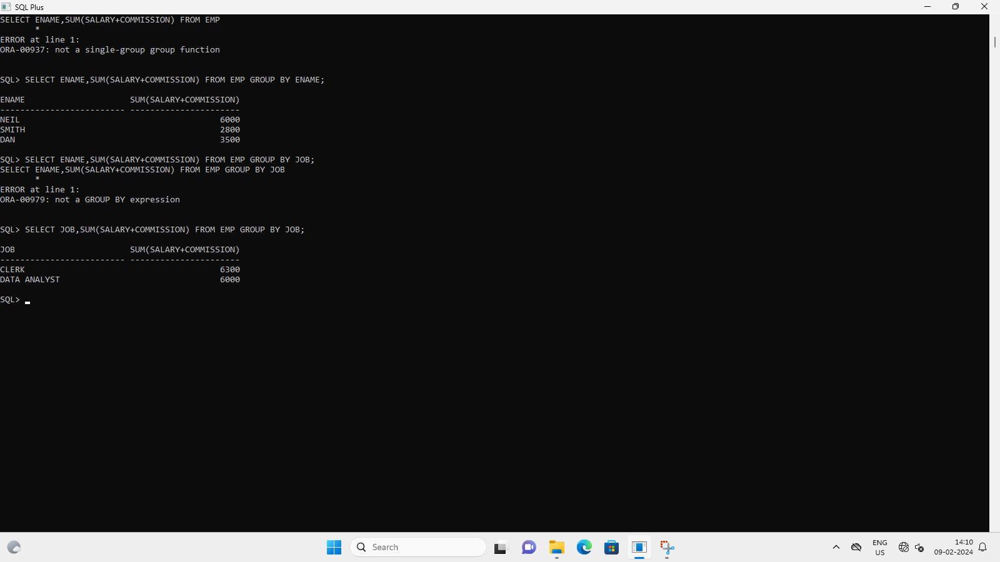 SQL Plus
SELECT ENAME,SUM(SALARY+COMMISSION) FROM EMP
*
ERROR at line 1:
ORA-00937: not a single-group group function
SQL> SELECT ENAME,SUM(SALARY+COMMISSION) FROM EMP GROUP BY ENAME;
ENAME SUM(SALARY+COMMISSION)
------------------------- ----------------------
NEIL 6000
SMITH 2800
DAN 3500
SQL> SELECT ENAME,SUM(SALARY+COMMISSION) FROM EMP GROUP BY JOB;
SELECT ENAME,SUM(SALARY+COMMISSION) FROM EMP GROUP BY JOB
*
ERROR at line 1:
ORA-00979: not a GROUP BY expression
SQL> SELECT JOB,SUM(SALARY+COMMISSION) FROM EMP GROUP BY JOB;
JOB SUM(SALARY+COMMISSION)
------------------------- ----------------------
CLERK 6300
DATA ANALYST 6000
SQL>
Search
ENG
US
14:10
09-02-2024